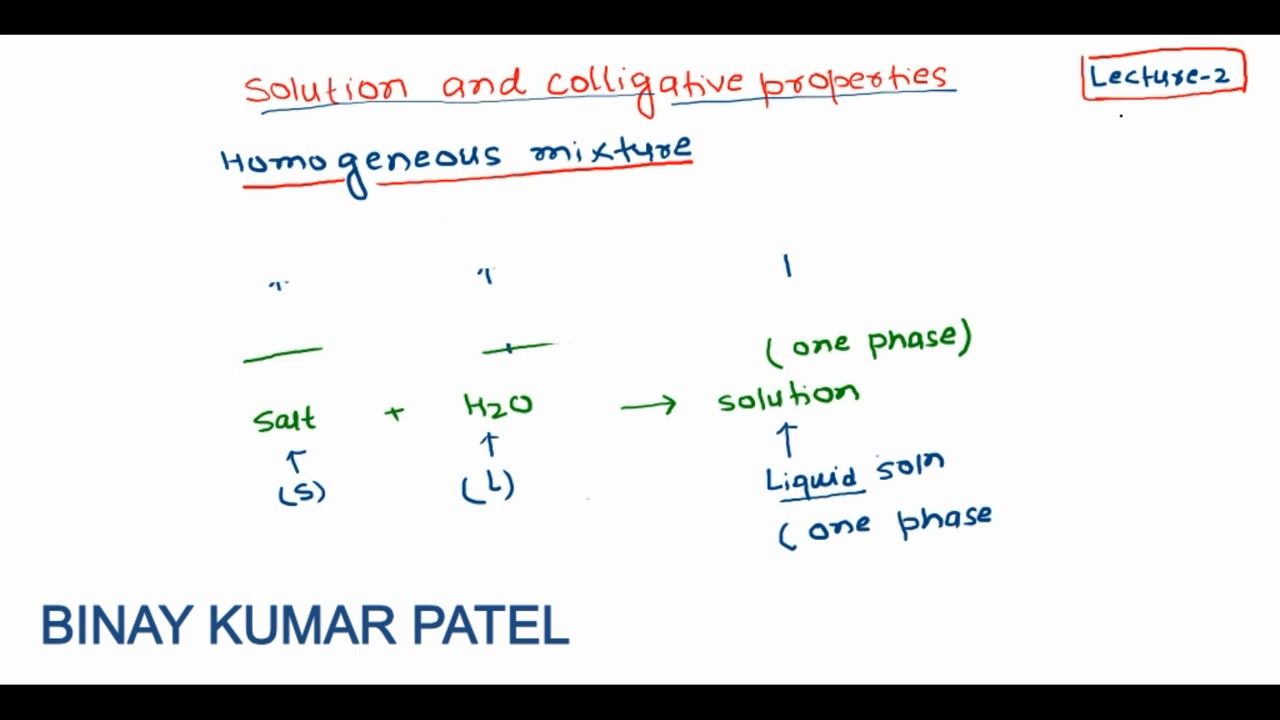 Solution and colligative properties
Lecture-2
Homogeneous mixture
(one phase)
Salt + H2O → solution
↑ ↑ ↑
(S) (L) Liquid soln
(one phase
BINAY KUMAR PATEL